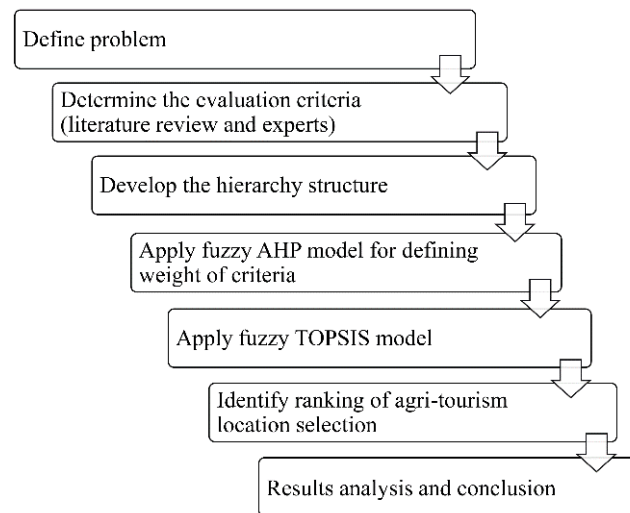 Define problem
Determine the evaluation criteria
(literature review and experts)
Develop the hierarchy structure
Apply fuzzy AHP model for defining
weight of criteria
Apply fuzzy TOPSIS model
Identify ranking of agri-tourism
location selection
Results analysis and conclusion